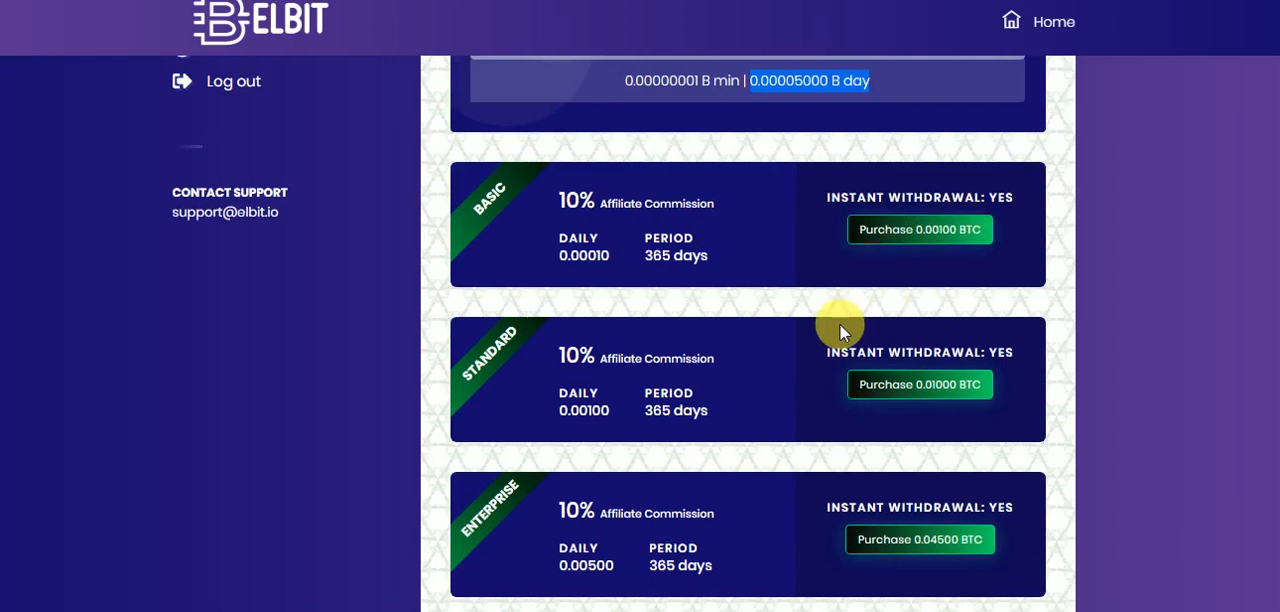 ELBIT
Home
Log out
CONTACT SUPPORT
support@elbit.io
0.00000001 B min | 0.00005000 B day
BASIC
10% Affiliate Commission
DAILY
0.00010
PERIOD
365 days
INSTANT WITHDRAWAL: YES
Purchase 0.00100 BTC
STANDARD
10% Affiliate Commission
DAILY
0.00100
PERIOD
365 days
INSTANT WITHDRAWAL: YES
Purchase 0.01000 BTC
ENTERPRISE
10% Affiliate Commission
DAILY
0.00500
PERIOD
365 days
INSTANT WITHDRAWAL: YES
Purchase 0.04500 BTC